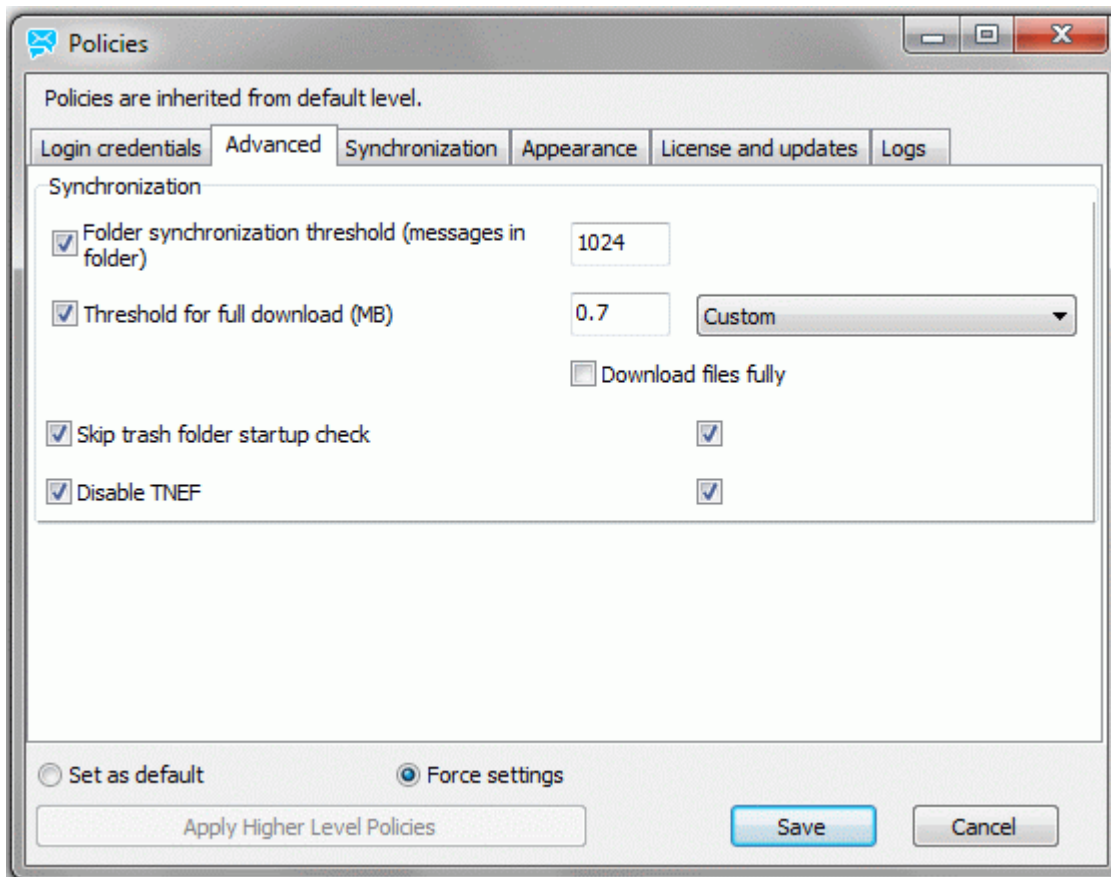 Policies
Policies are inherited from default level.
Login credentials Advanced Synchronization Appearance License and updates Logs
Synchronization
Folder synchronization threshold (messages in
folder)
1024
Threshold for full download (MB) 0.7 Custom
Download files fully
Skip trash folder startup check
Disable TNEF
Set as default Force settings
Apply Higher Level Policies Save Cancel